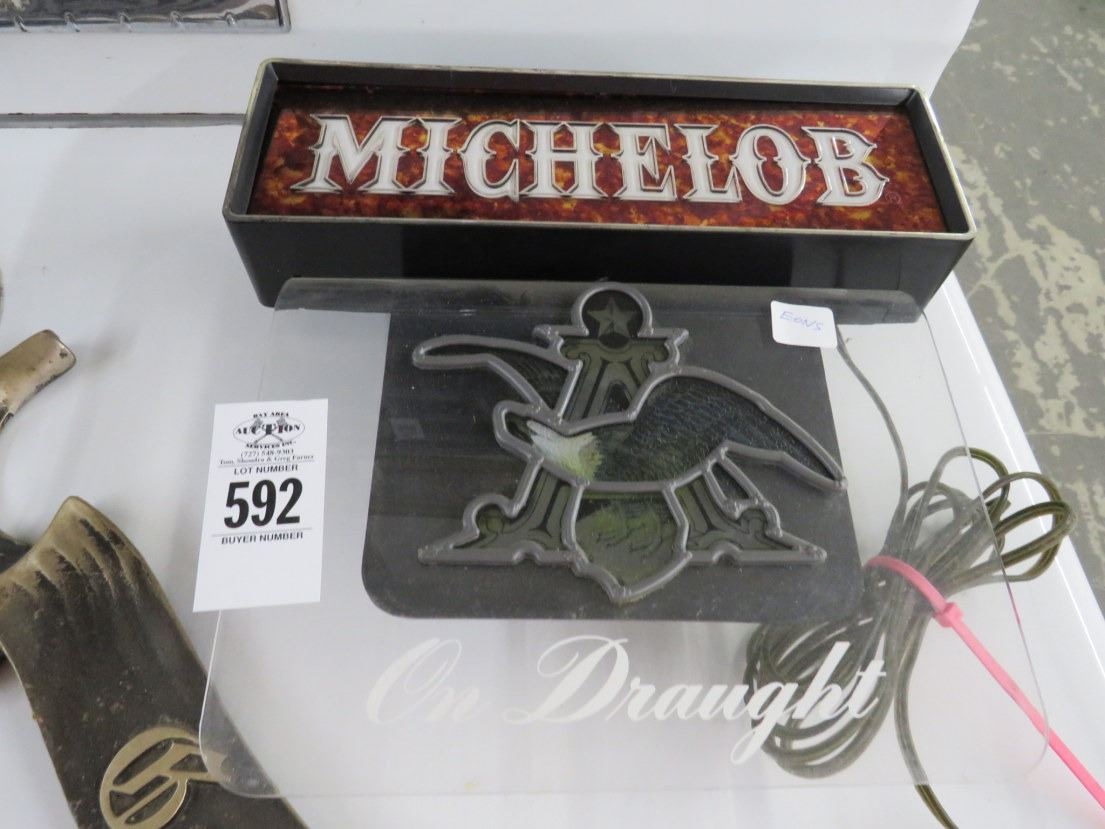 MICHELOB
®
EONS
BAY AREA
AUCTION
SERVICES INC.
(727) 548-9303
Tom, Shondra & Greg Farner
LOT NUMBER
592
BUYER NUMBER
On Draught